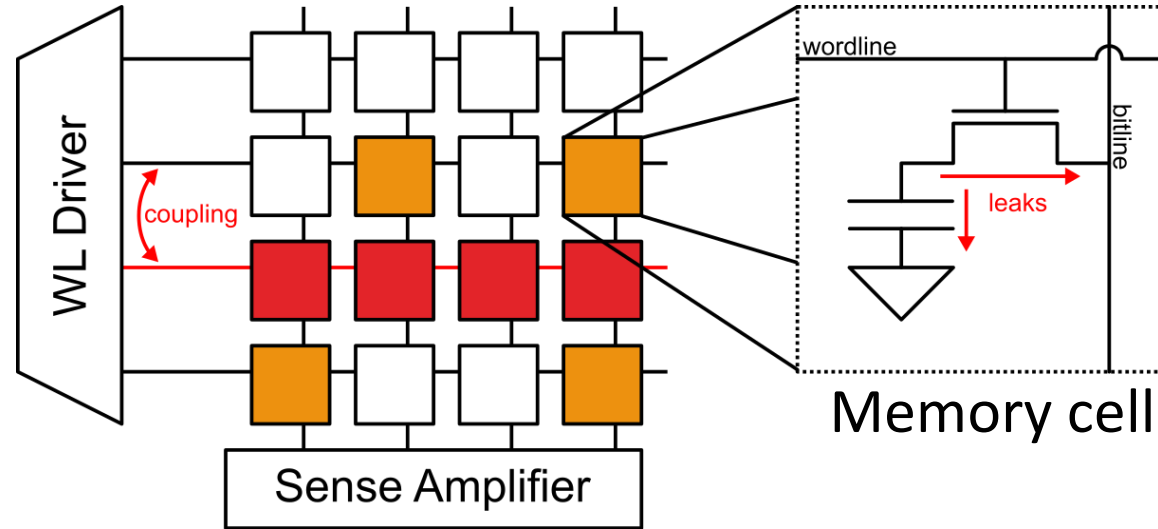 WL Driver
coupling
wordline
bitline
leaks
Memory cell
Sense Amplifier